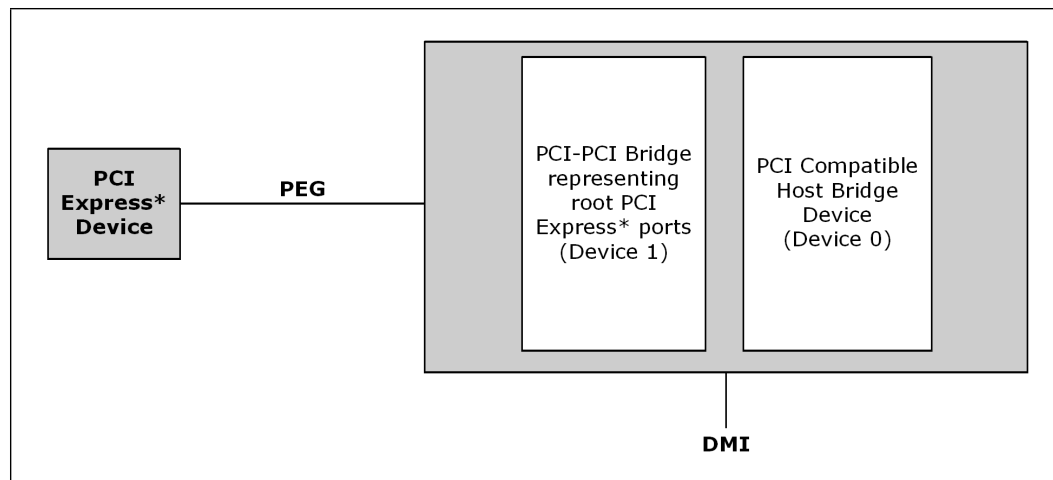 PCI
Express*
Device
PEG
PCI-PCI Bridge
representing
root PCI
Express* ports
(Device 1)
PCI Compatible
Host Bridge
Device
(Device 0)
DMI